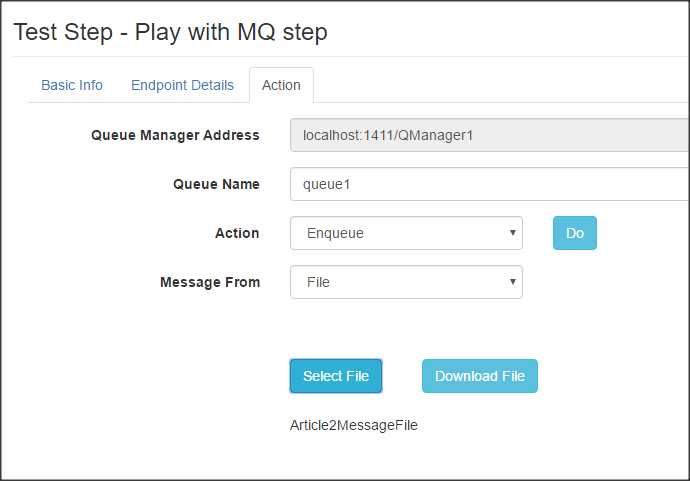 Test Step - Play with MQ step
Basic Info Endpoint Details Action
Queue Manager Address localhost:1411/QManager1
Queue Name queue1
Action Enqueue Do
Message From File
Select File Download File
Article2MessageFile